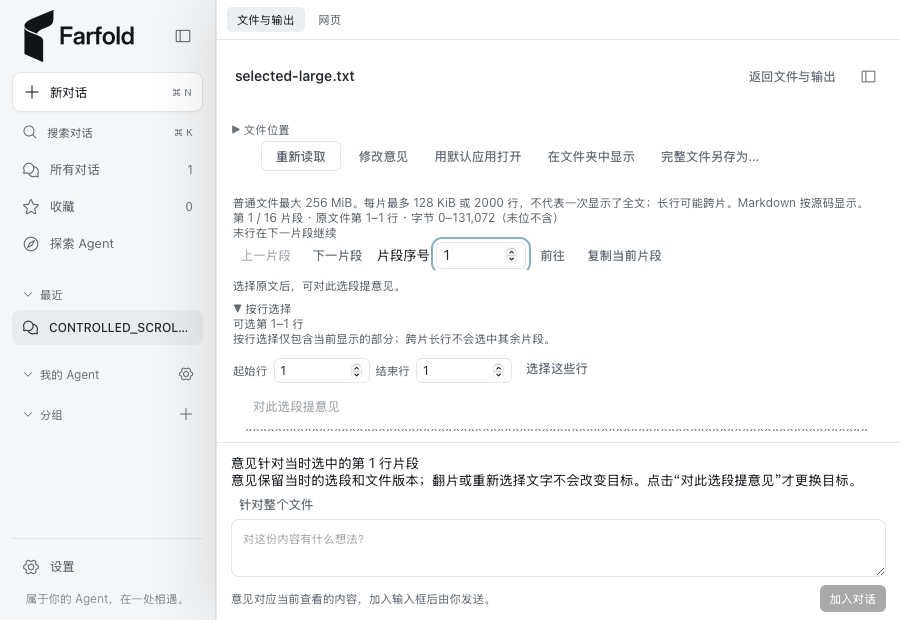 Farfold
新对话 ⌘ N
搜索对话 ⌘ K
所有对话 1
收藏 0
探索 Agent
最近
CONTROLLED_SCROL...
我的 Agent
分组
设置
属于你的 Agent，在一处相遇。
文件与输出 网页
selected-large.txt 返回文件与输出
▶ 文件位置
重新读取 修改意见 用默认应用打开 在文件夹中显示 完整文件另存为...
普通文件最大 256 MiB。每片最多 128 KiB 或 2000 行，不代表一次显示了全文；长行可能跨片。Markdown 按源码显示。
第 1 / 16 片段 · 原文件第 1–1 行 · 字节 0–131,072（末位不含）
末行在下一片段继续
上一片段 下一片段 片段序号 1 前往 复制当前片段
选择原文后，可对此选段提意见。
▼ 按行选择
可选第 1–1 行
按行选择仅包含当前显示的部分；跨片长行不会选中其余片段。
起始行 1 结束行 1 选择这些行
对此选段提意见
意见针对当时选中的第 1 行片段
意见保留当时的选段和文件版本；翻片或重新选择文字不会改变目标。点击“对此选段提意见”才更换目标。
针对整个文件
对这份内容有什么想法?
意见对应当前查看的内容，加入输入框后由你发送。 加入对话